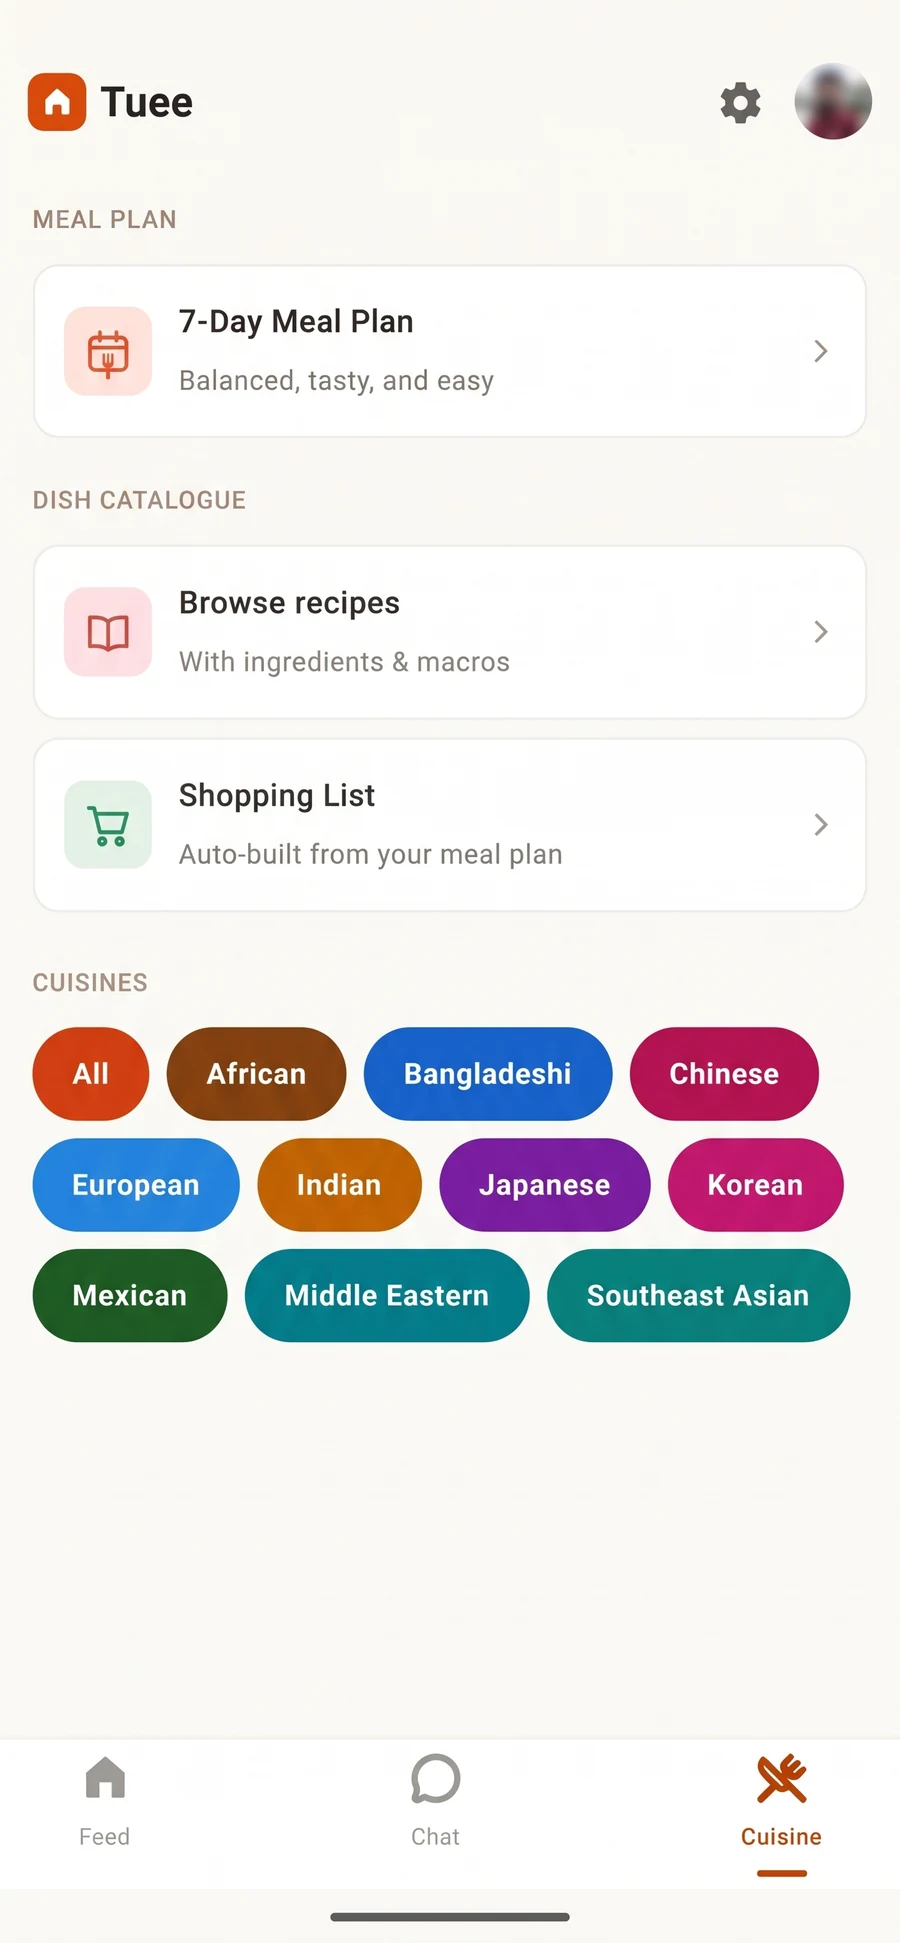 Tuee
MEAL PLAN
7-Day Meal Plan
Balanced, tasty, and easy
DISH CATALOGUE
Browse recipes
With ingredients & macros
Shopping List
Auto-built from your meal plan
CUISINES
All African Bangladeshi Chinese
European Indian Japanese Korean
Mexican Middle Eastern Southeast Asian
Feed Chat Cuisine